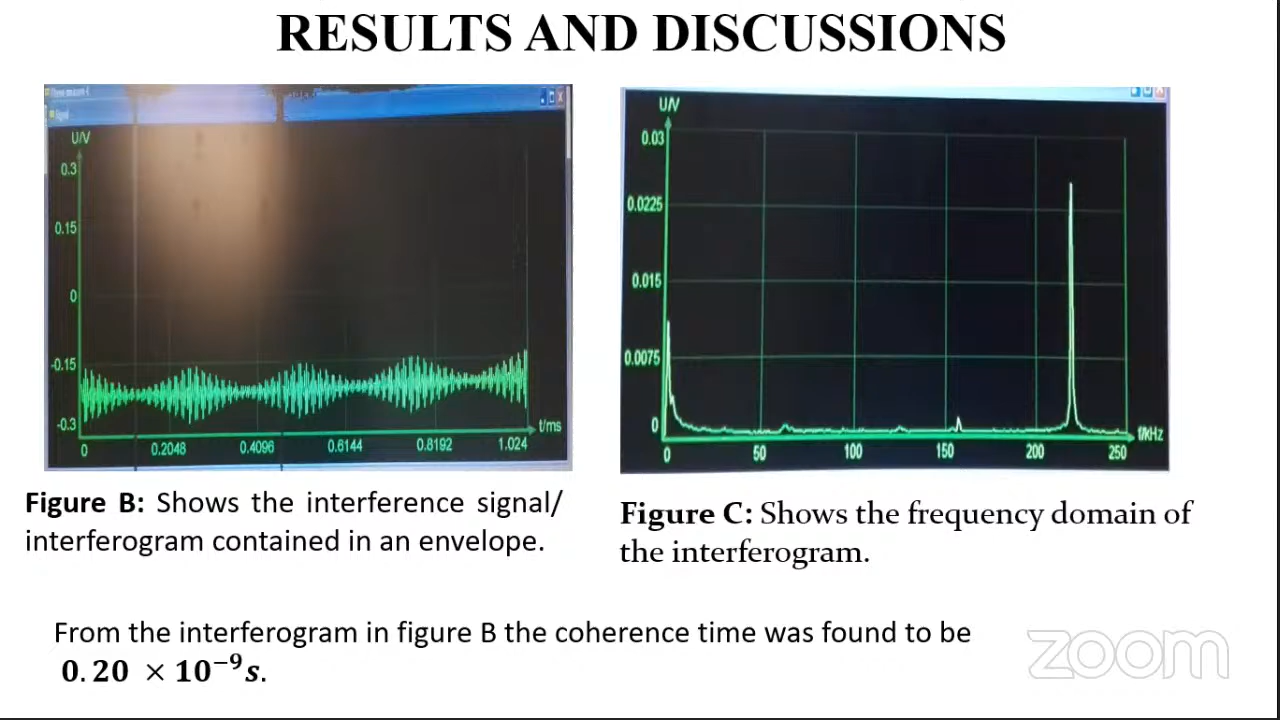 RESULTS AND DISCUSSIONS
U/V
0.3
0.15
0
-0.15
-0.3
0 0.2048 0.4096 0.6144 0.8192 1.024
t/ms
U/V
0.03
0.0225
0.015
0.0075
0
0 50 100 150 200 250
f/kHz
Figure B: Shows the interference signal/
interferogram contained in an envelope.
Figure C: Shows the frequency domain of
the interferogram.
From the interferogram in figure B the coherence time was found to be
0.20 × 10⁻⁹s.
zoom